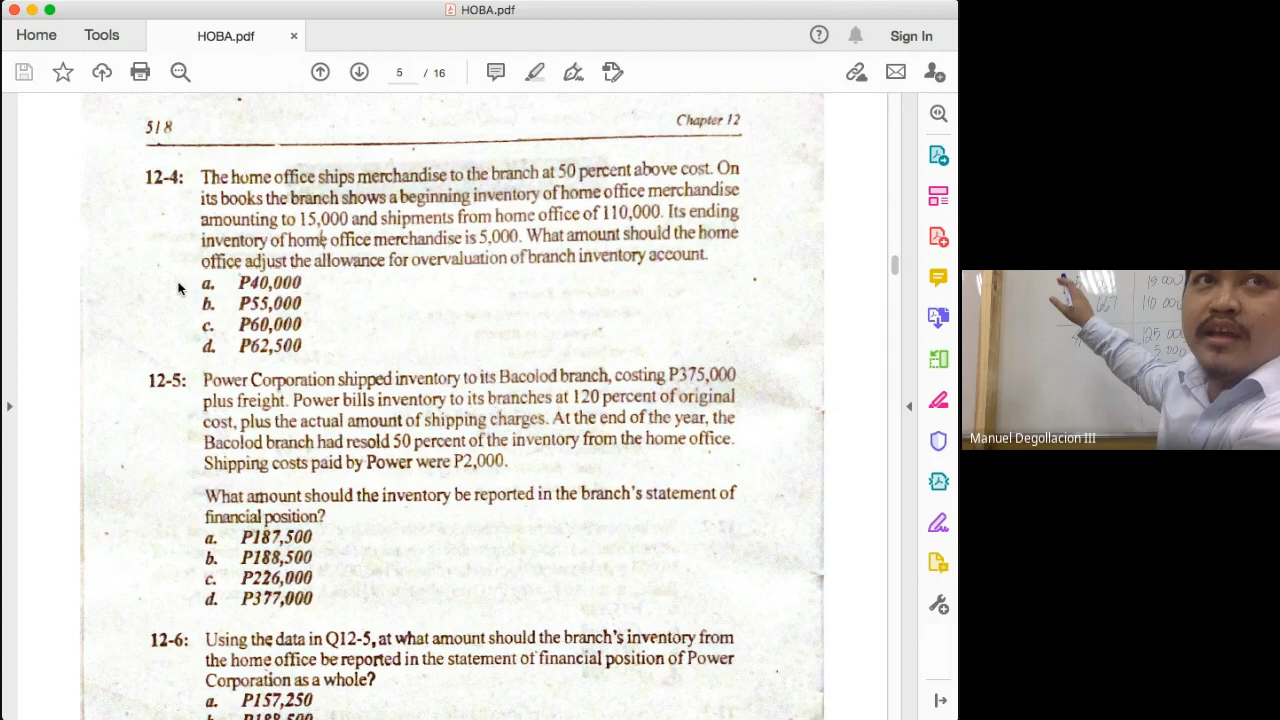 HOBA.pdf
Home
Tools
HOBA.pdf
×
Sign In
5 / 16
518
Chapter 12
12-4: The home office ships merchandise to the branch at 50 percent above cost. On
its books the branch shows a beginning inventory of home office merchandise
amounting to 15,000 and shipments from home office of 110,000. Its ending
inventory of home office merchandise is 5,000. What amount should the home
office adjust the allowance for overvaluation of branch inventory account.
a. P40,000
b. P55,000
c. P60,000
d. P62,500
12-5: Power Corporation shipped inventory to its Bacolod branch, costing P375,000
plus freight. Power bills inventory to its branches at 120 percent of original
cost, plus the actual amount of shipping charges. At the end of the year, the
Bacolod branch had resold 50 percent of the inventory from the home office.
Shipping costs paid by Power were P2,000.
What amount should the inventory be reported in the branch's statement of
financial position?
a. P187,500
b. P188,500
c. P226,000
d. P377,000
12-6: Using the data in Q12-5, at what amount should the branch's inventory from
the home office be reported in the statement of financial position of Power
Corporation as a whole?
a. P157,250
b. P188,500
667
110 000
125 000
5 000
Manuel Degollacion III